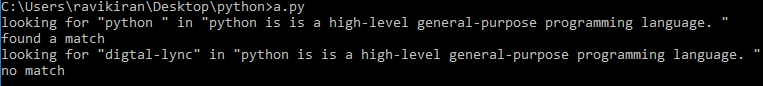 C:\Users\ravikiran\Desktop\python>a.py
looking for "python " in "python is is a high-level general-purpose programming language. "
found a match
looking for "digtal-lync" in "python is is a high-level general-purpose programming language. "
no match